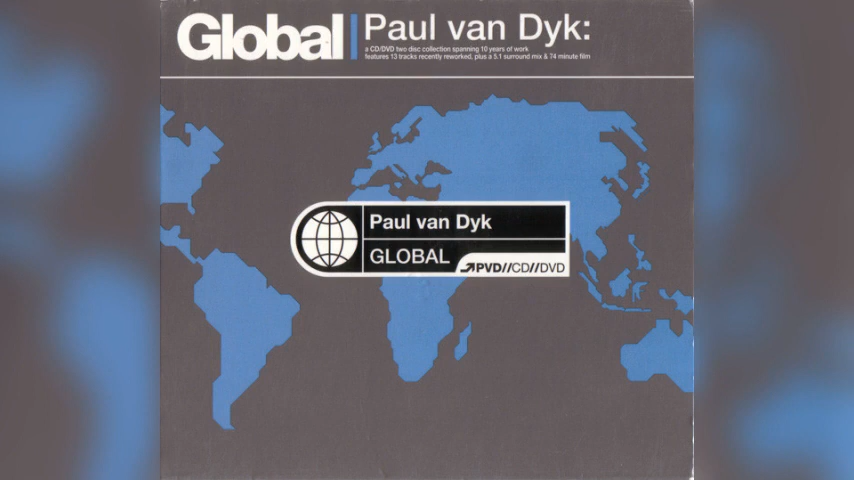 Global | Paul van Dyk:
a CD/DVD two disc collection spanning 10 years of work
features 13 tracks recently reworked, plus a 5.1 surround mix & 74 minute film
Paul van Dyk
GLOBAL
PVD//CD//DVD